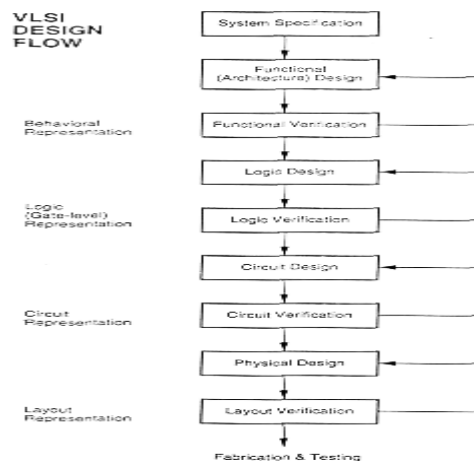 VLSI
DESIGN
FLOW
System Specification
Functional
(Architecture) Design
Behavioral
Representation
Functional Verification
Logic Design
Logic
(Gate-level)
Representation
Logic Verification
Circuit Design
Circuit
Representation
Circuit Verification
Physical Design
Layout
Representation
Layout Verification
Fabrication & Testing